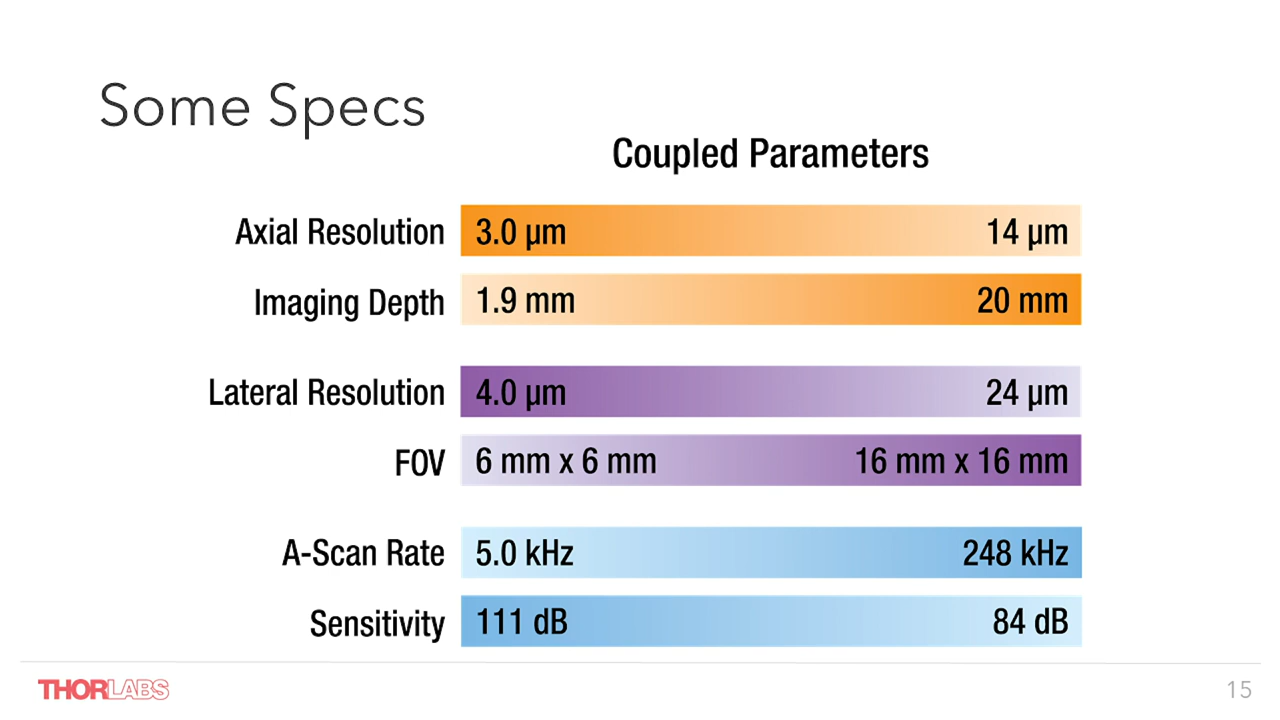 Some Specs
Coupled Parameters
Axial Resolution 3.0 µm 14 µm
Imaging Depth 1.9 mm 20 mm
Lateral Resolution 4.0 µm 24 µm
FOV 6 mm x 6 mm 16 mm x 16 mm
A-Scan Rate 5.0 kHz 248 kHz
Sensitivity 111 dB 84 dB
THORLABS 15